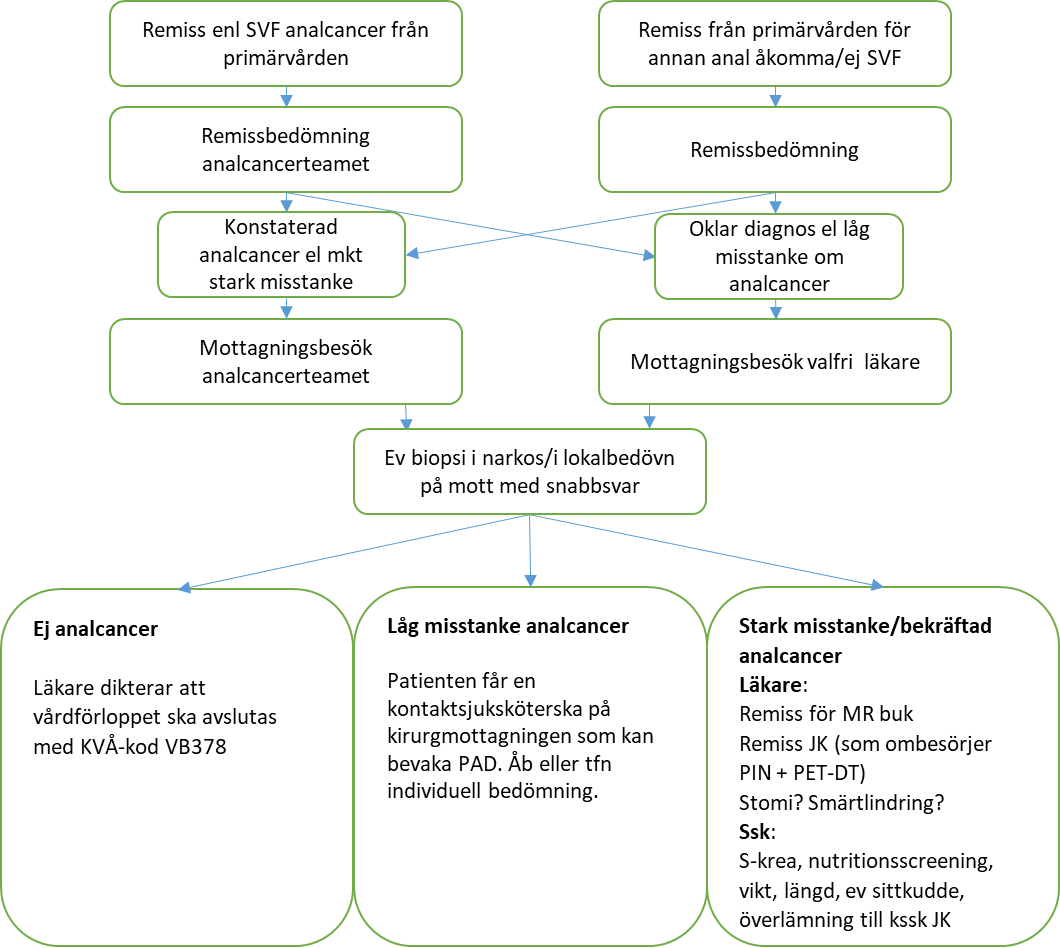 Remiss enl SVF analcancer från
primärvården
Remiss från primärvården för
annan anal åkomma/ej SVF
Remissbedömning
analcancerteamet
Remissbedömning
Konstaterad
analcancer el mkt
stark misstanke
Oklar diagnos el låg
misstanke om
analcancer
Mottagningsbesök
analcancerteamet
Mottagningsbesök valfri  läkare
Ev biopsi i narkos/i lokalbedövn
på mott med snabbsvar
Ej analcancer
Läkare dikterar att
vårdförloppet ska avslutas
med KVÅ-kod VB378
Låg misstanke analcancer
Patienten får en
kontaktsjuksköterska på
kirurgmottagningen som kan
bevaka PAD. Åb eller tfn
individuell bedömning.
Stark misstanke/bekräftad
analcancer
Läkare:
Remiss för MR buk
Remiss JK (som ombesörjer
PIN + PET-DT)
Stomi? Smärtlindring?
Ssk:
S-krea, nutritionsscreening,
vikt, längd, ev sittkudde,
överlämning till kssk JK